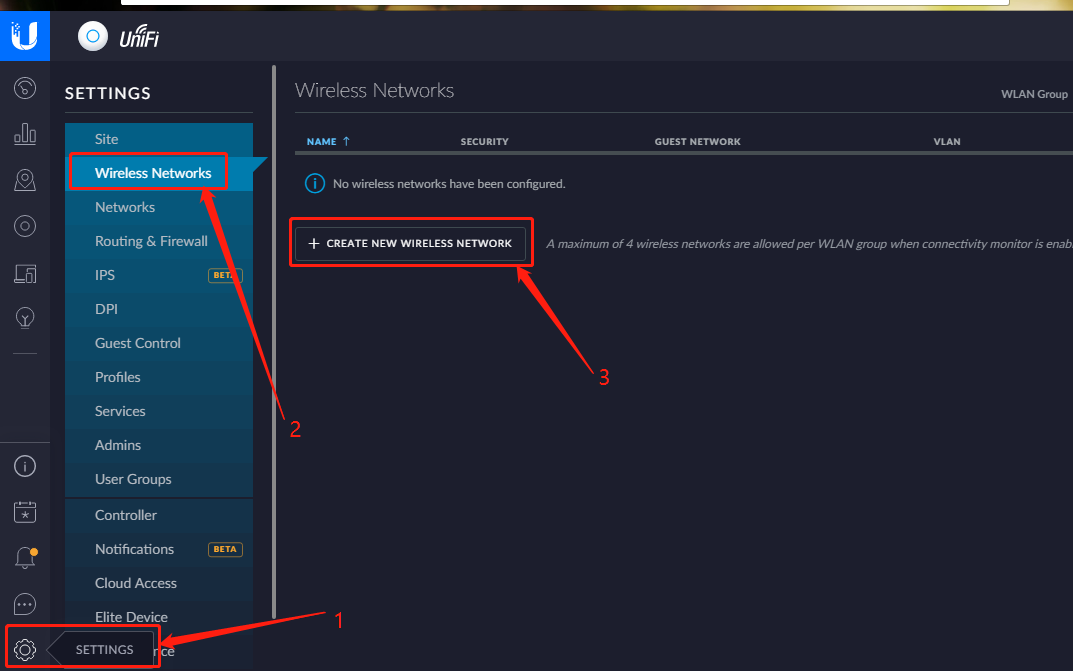 UniFi
SETTINGS
Site
Wireless Networks
Networks
Routing & Firewall
IPS BETA
DPI
Guest Control
Profiles
Services
Admins
User Groups
Controller
Notifications BETA
Cloud Access
Elite Device
nce
SETTINGS
Wireless Networks
WLAN Group
NAME ↑ SECURITY GUEST NETWORK VLAN
No wireless networks have been configured.
+ CREATE NEW WIRELESS NETWORK
A maximum of 4 wireless networks are allowed per WLAN group when connectivity monitor is enab
3
2
1